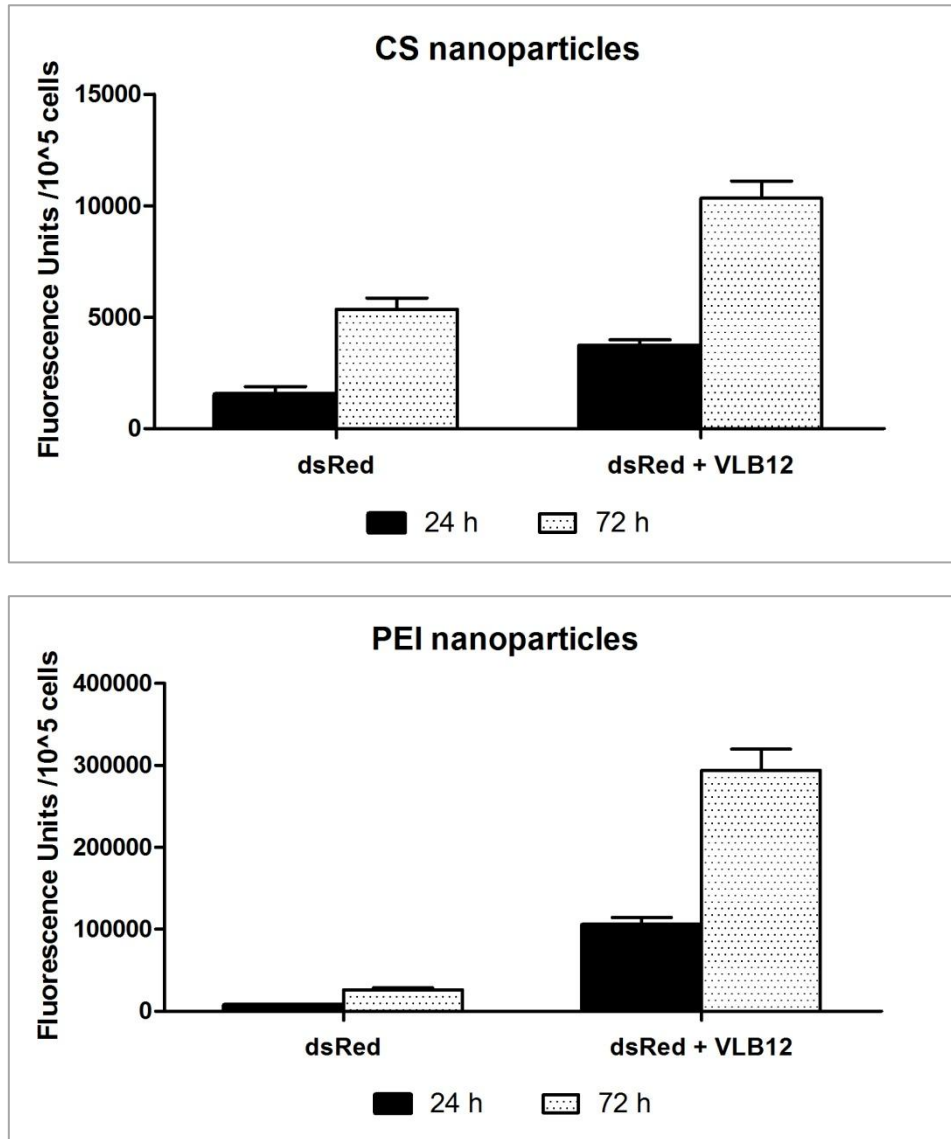 CS nanoparticles
Fluorescence Units /10^5 cells
15000
10000
5000
0
dsRed
dsRed + VLB12
24 h
72 h
PEI nanoparticles
Fluorescence Units /10^5 cells
400000
300000
200000
100000
0
dsRed
dsRed + VLB12
24 h
72 h